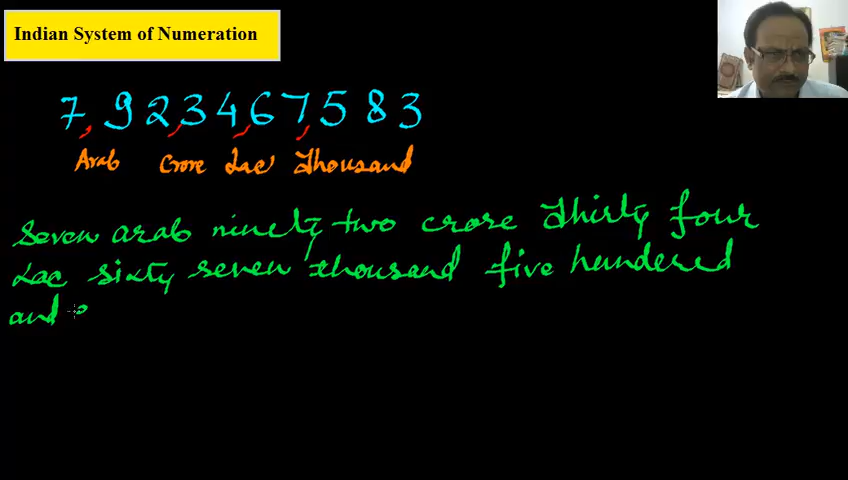 Indian System of Numeration
7,92,34,67,583
Arab Crore Lac Thousand
Seven arab ninety two crore Thirty four
Lac sixty seven thousand five hundered
and